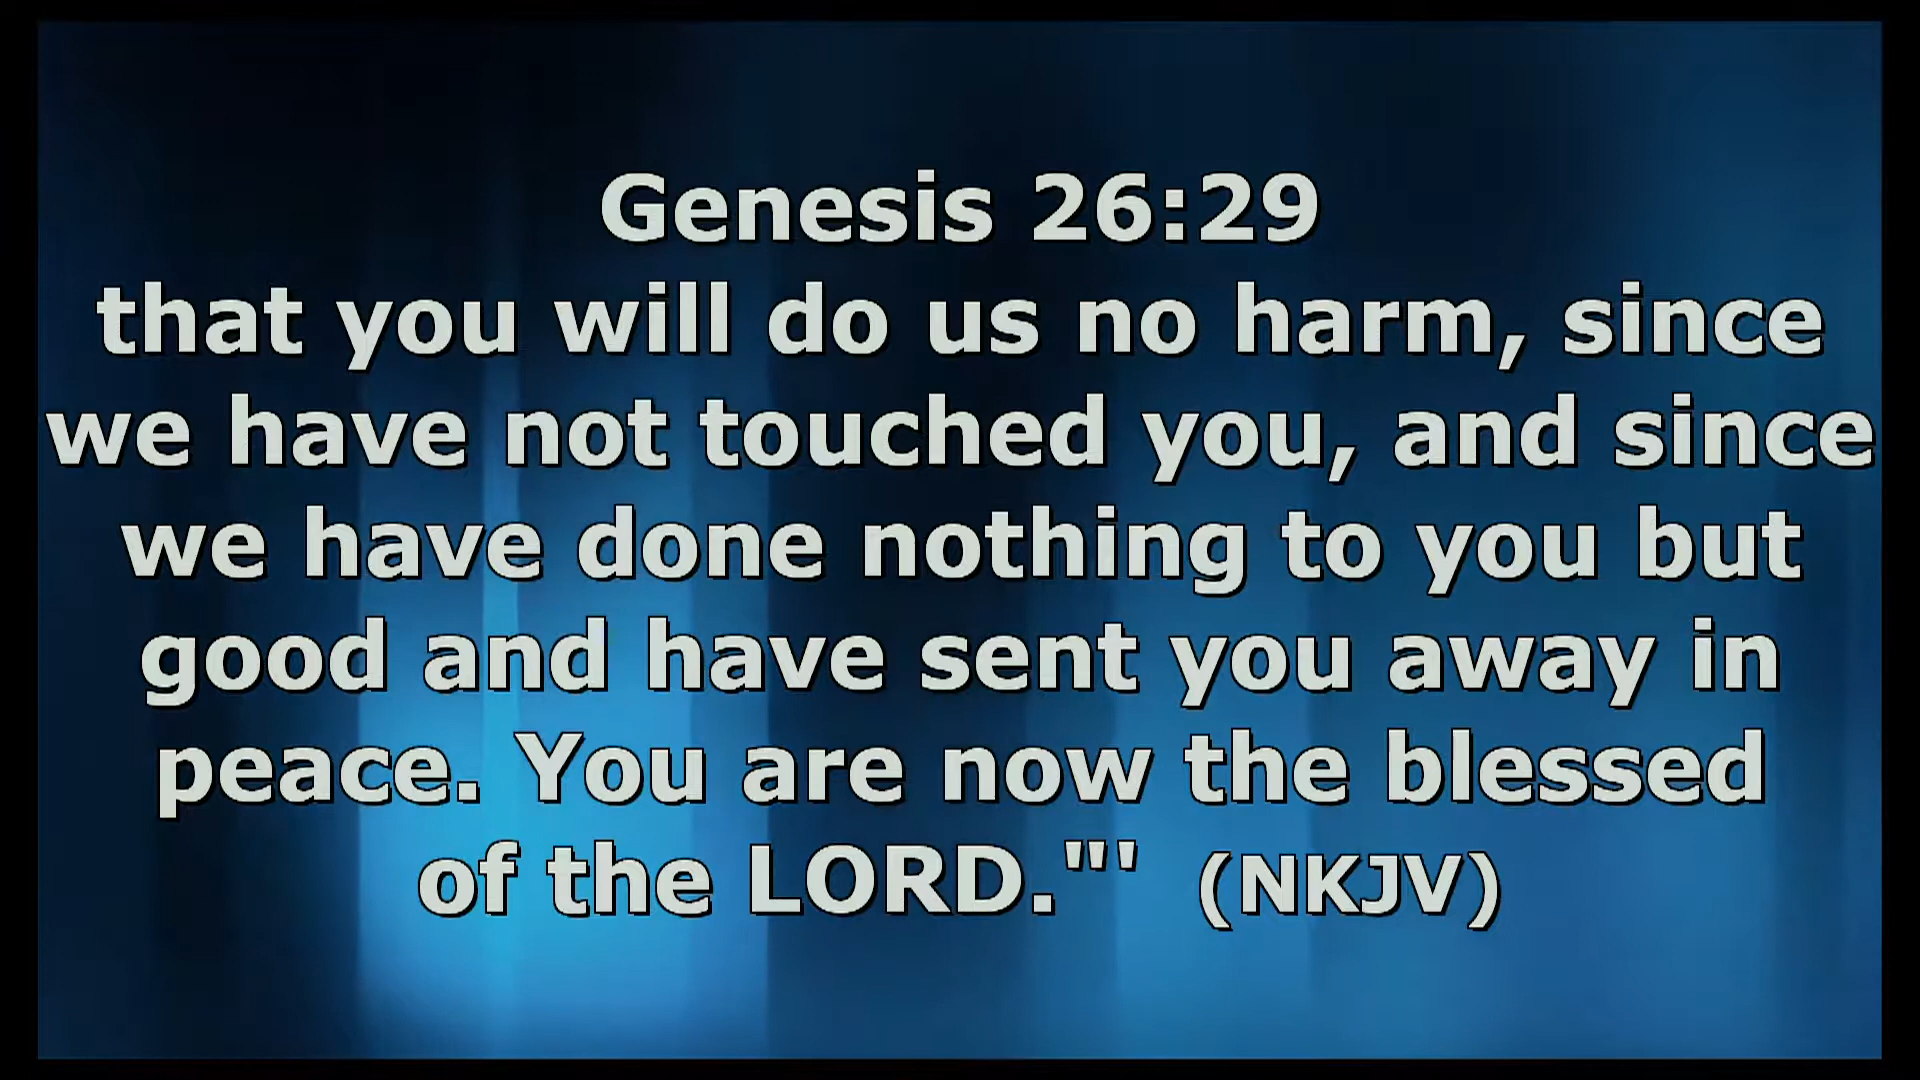 Genesis 26:29
that you will do us no harm, since
we have not touched you, and since
we have done nothing to you but
good and have sent you away in
peace. You are now the blessed
of the LORD."' (NKJV)